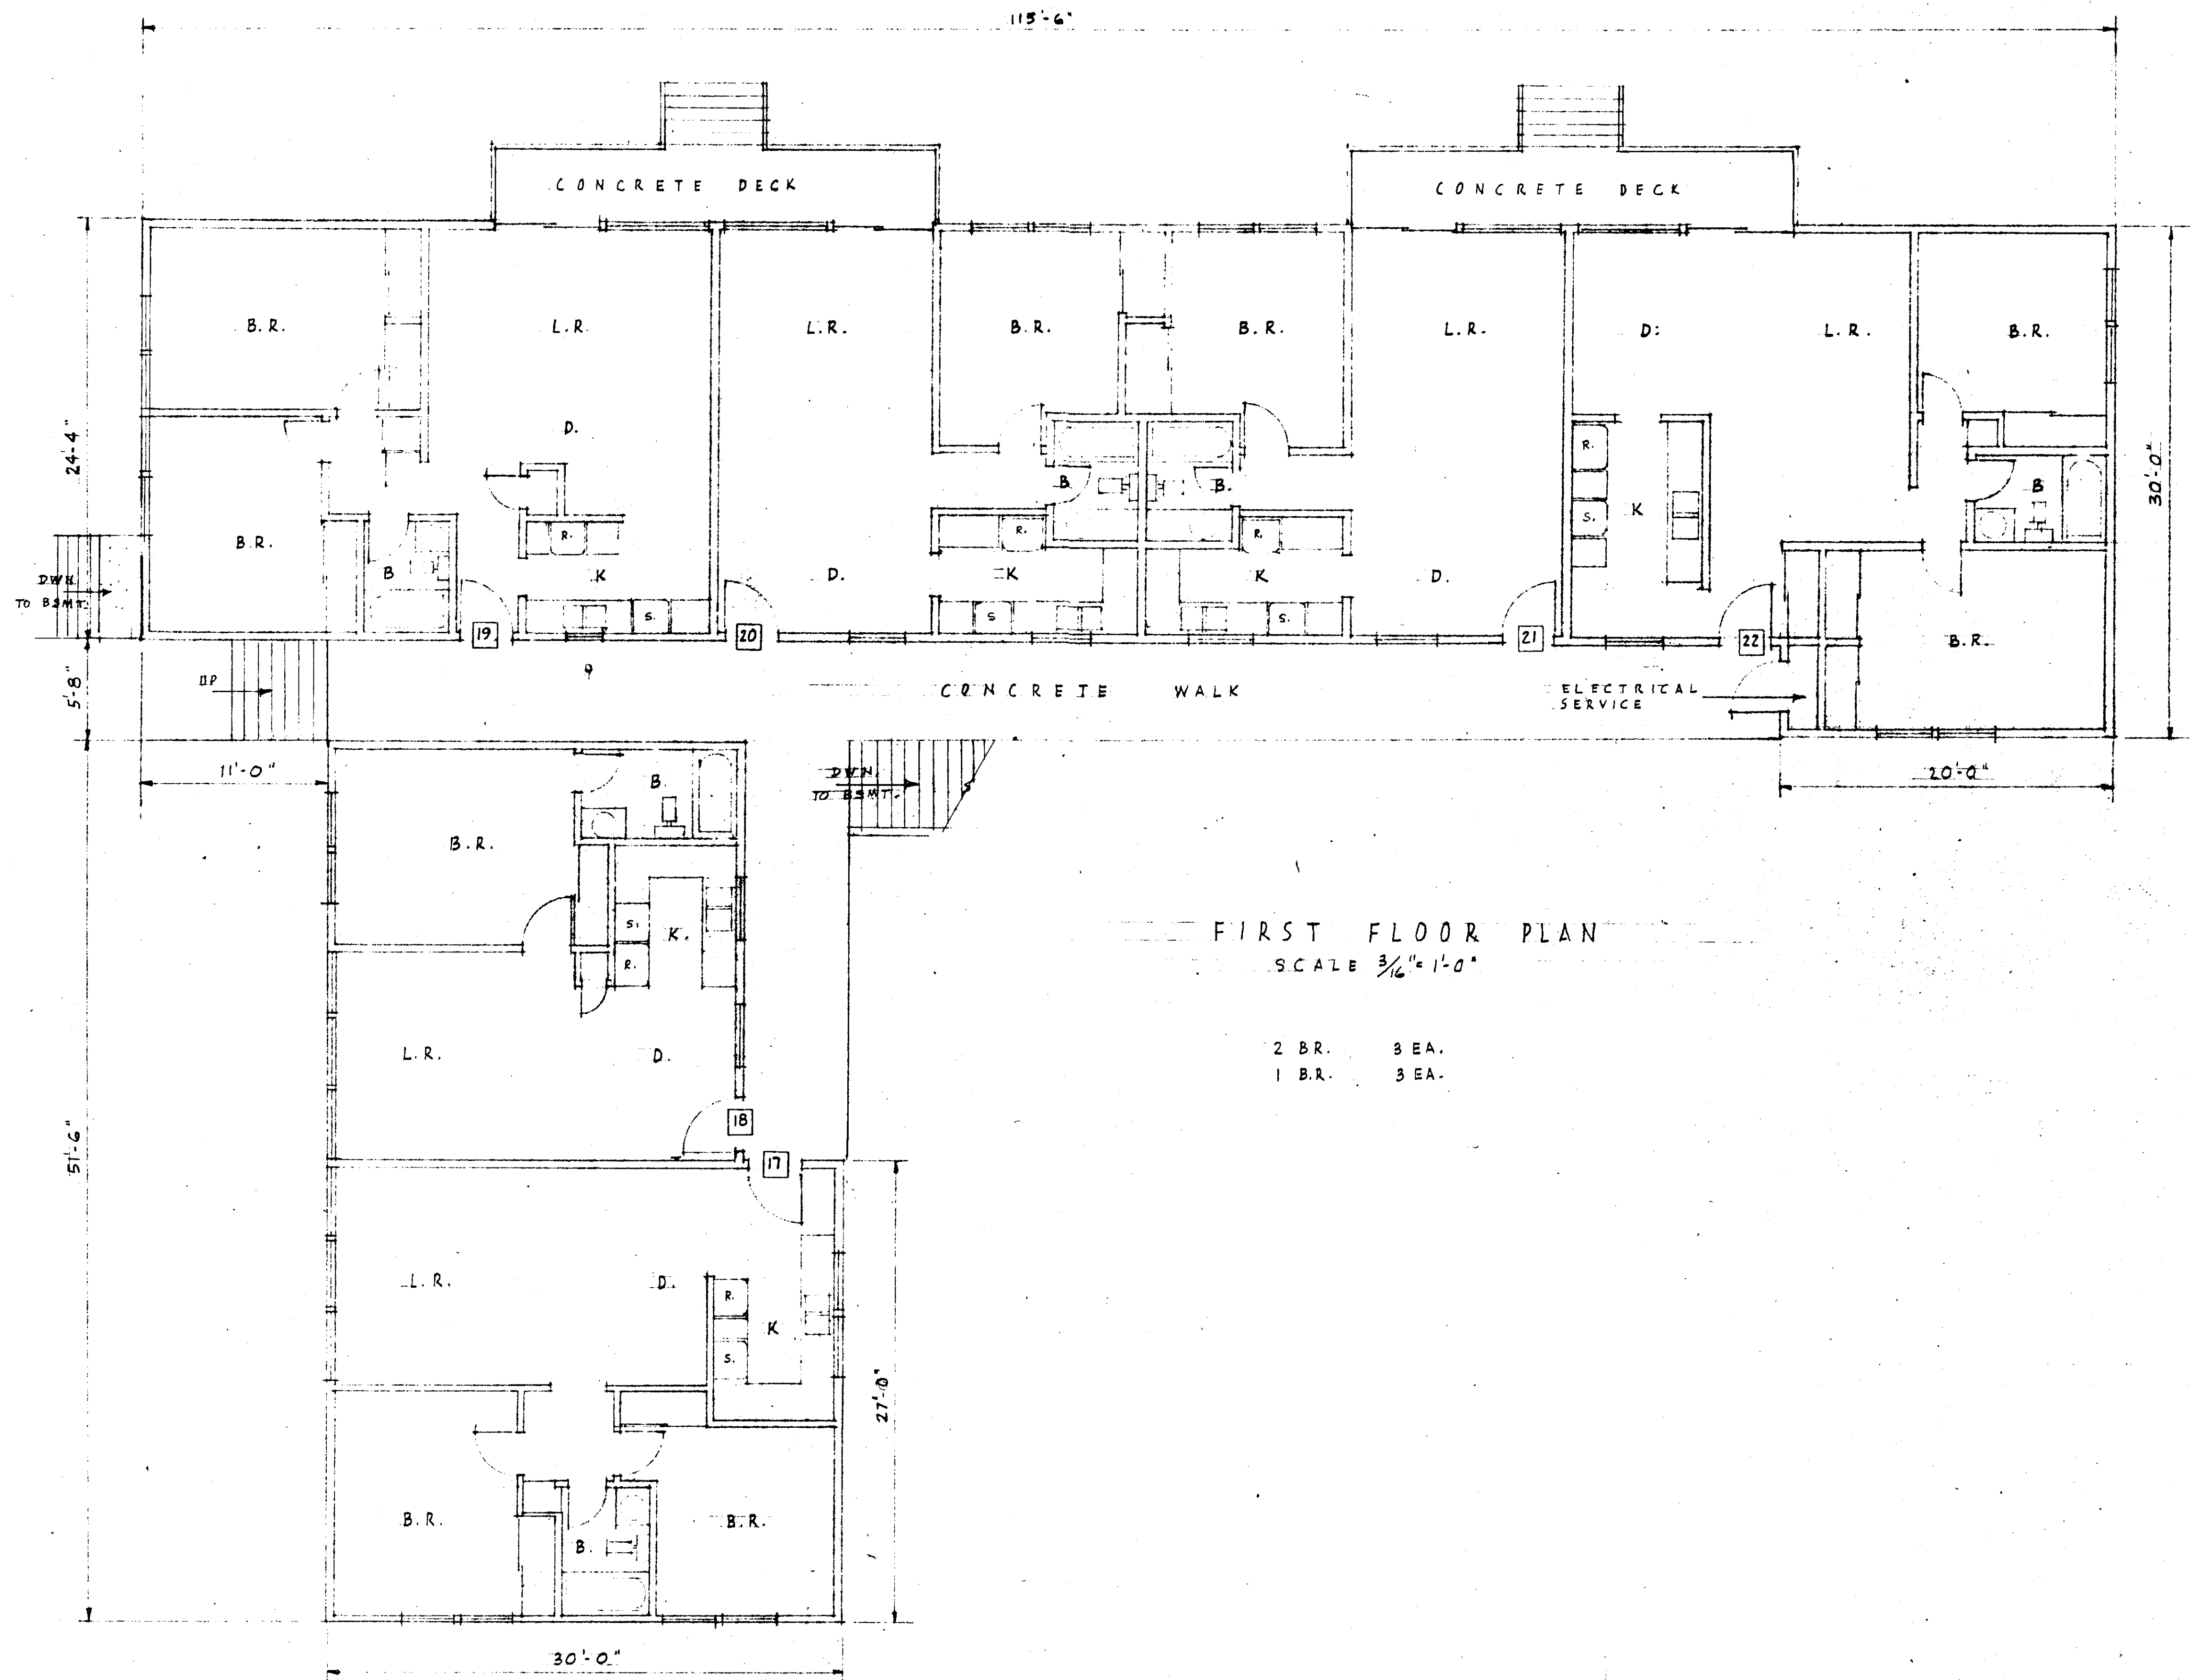 115'-6"
CONCRETE DECK
CONCRETE DECK
B.R.
L.R.
L.R.
B.R.
B.R.
L.R.
D.
L.R.
B.R.
24'-4"
D.
R.
K
S.
B
30'-0"
B.R.
B
R.
K
S.
D.
B.
R.
K
S
B.
R.
K
S.
D.
B.R.
DWN.
TO BSMT.
19
20
21
22
5'-8"
UP
CONCRETE WALK
ELECTRICAL
SERVICE
11'-0"
20'-0"
DWN.
TO BSMT.
B.
B.R.
S.
K.
R.
FIRST FLOOR PLAN
SCALE 3/16" = 1'-0"
L.R.
D.
2 B.R. 3 EA.
1 B.R. 3 EA.
18
17
51'-6"
L.R.
D.
R.
K
S.
27'-0"
B.R.
B.
B.R.
30'-0"